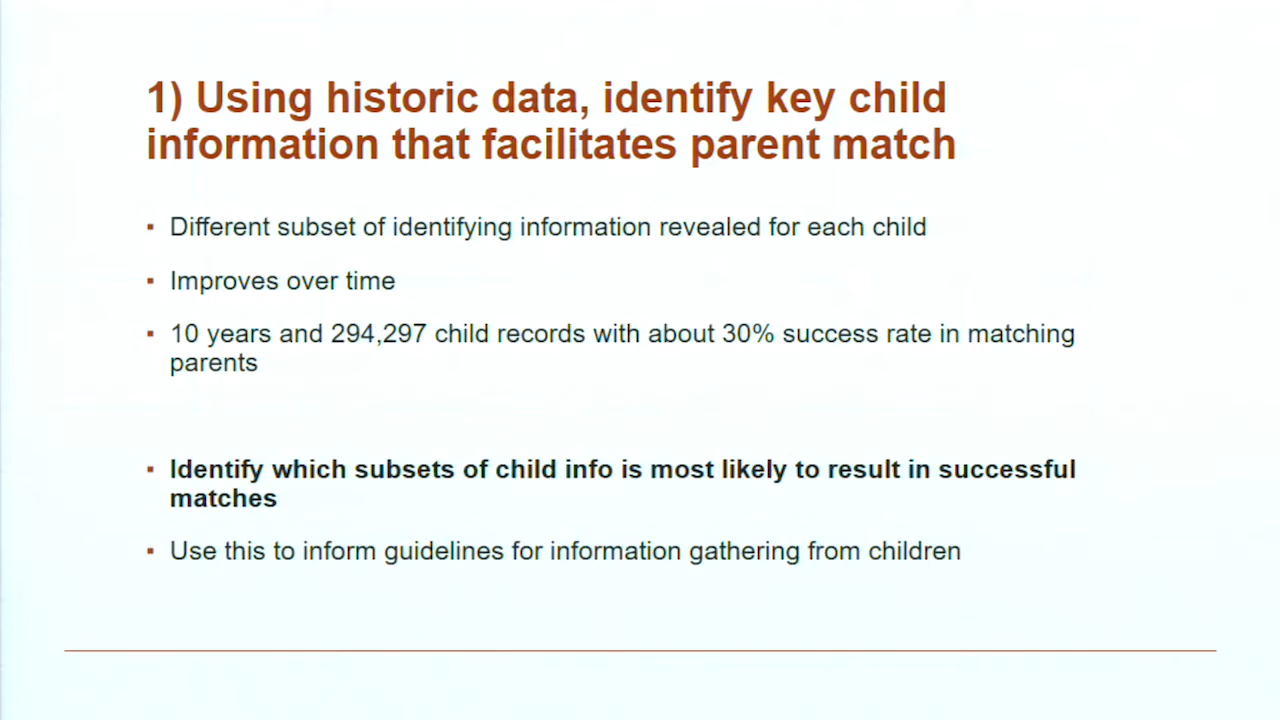 1) Using historic data, identify key child
information that facilitates parent match
▪ Different subset of identifying information revealed for each child
▪ Improves over time
▪ 10 years and 294,297 child records with about 30% success rate in matching
parents
▪ Identify which subsets of child info is most likely to result in successful
matches
▪ Use this to inform guidelines for information gathering from children